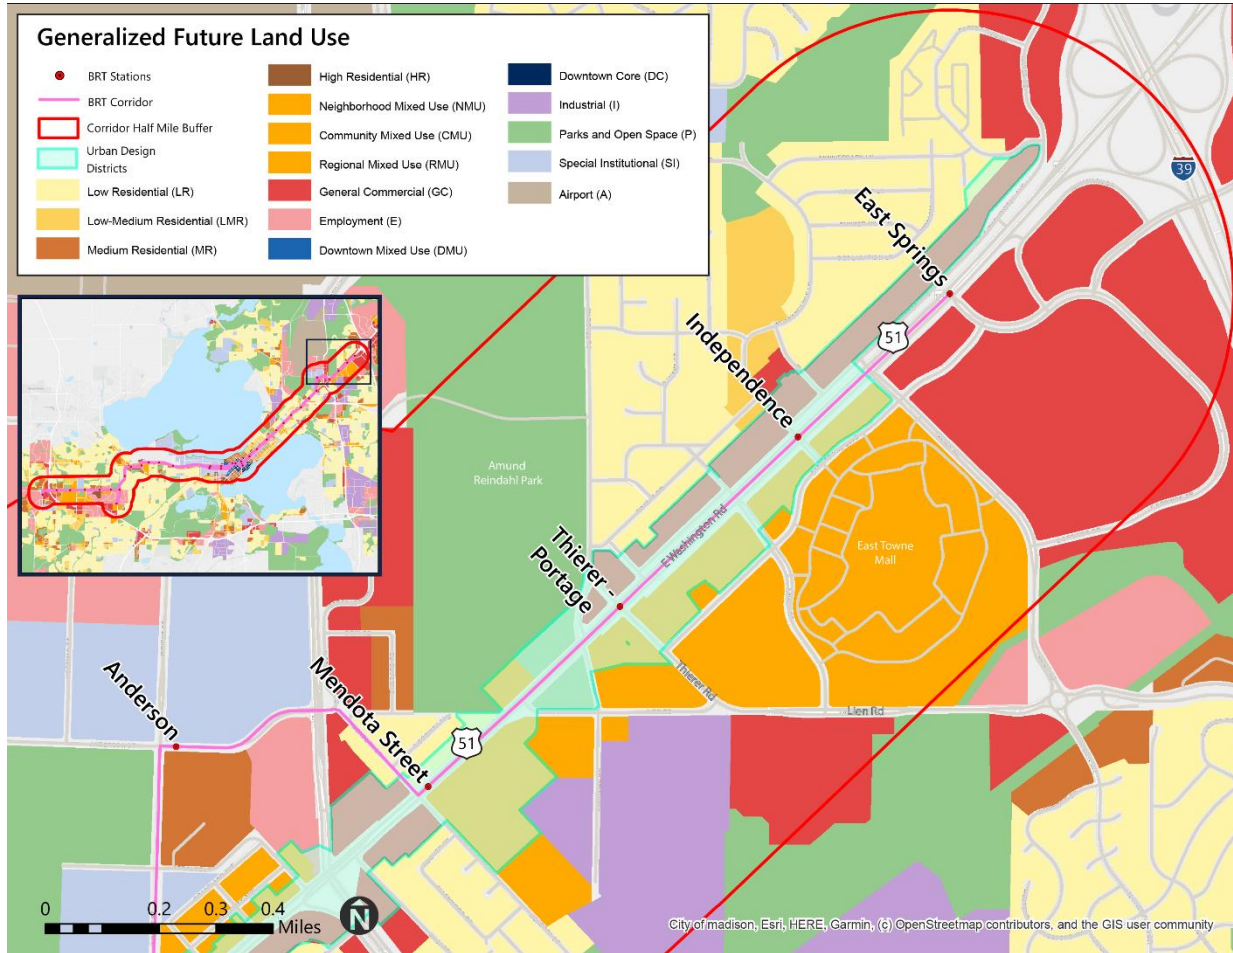 Generalized Future Land Use
BRT Stations
BRT Corridor
Corridor Half Mile Buffer
Urban Design
Districts
Low Residential (LR)
Low-Medium Residential (LMR)
Medium Residential (MR)
High Residential (HR)
Neighborhood Mixed Use (NMU)
Community Mixed Use (CMU)
Regional Mixed Use (RMU)
General Commercial (GC)
Employment (E)
Downtown Mixed Use (DMU)
Downtown Core (DC)
Industrial (I)
Parks and Open Space (P)
Special Institutional (SI)
Airport (A)
39
East Springs
51
Independence
Amund
Reindahl Park
E Washington Rd
East Towne
Mall
Thierer -
Portage
Thierer Rd
Lien Rd
Anderson
Mendota Street
51
0 0.2 0.3 0.4
Miles
N
City of madison, Esri, HERE, Garmin, (c) OpenStreetmap contributors, and the GIS user community